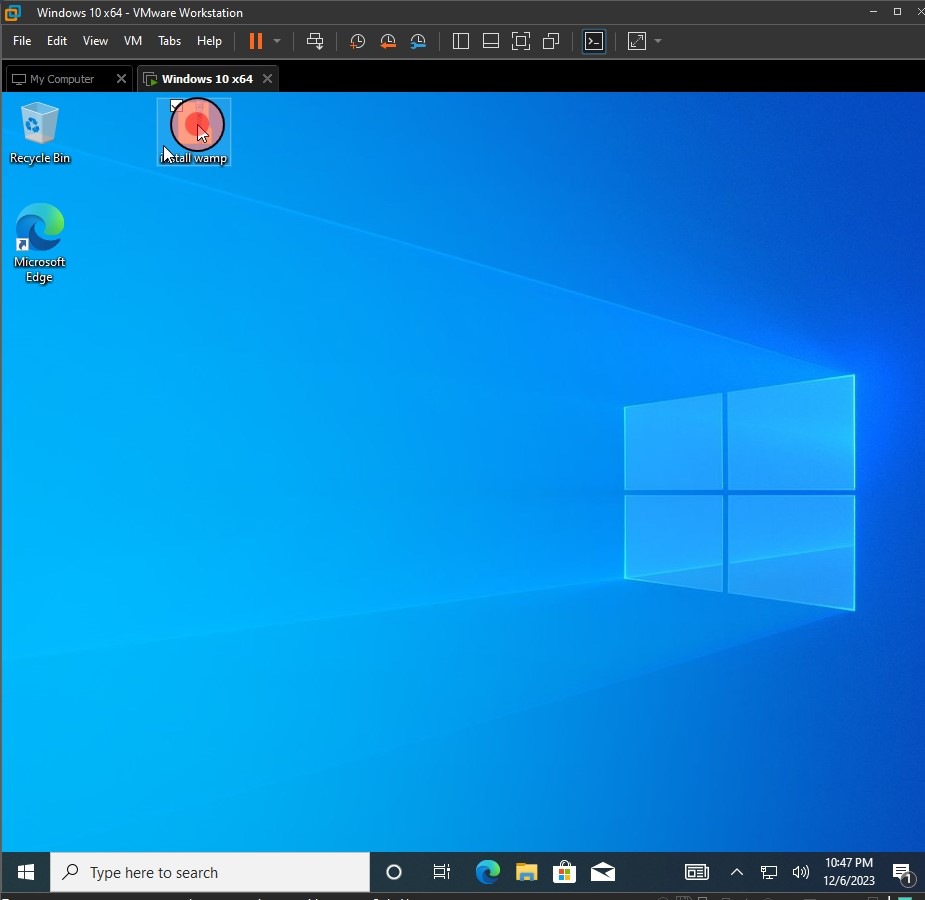 Windows 10 x64 - VMware Workstation
File Edit View VM Tabs Help
My Computer
Windows 10 x64
Recycle Bin
install wamp
Microsoft
Edge
Type here to search
10:47 PM
12/6/2023
1